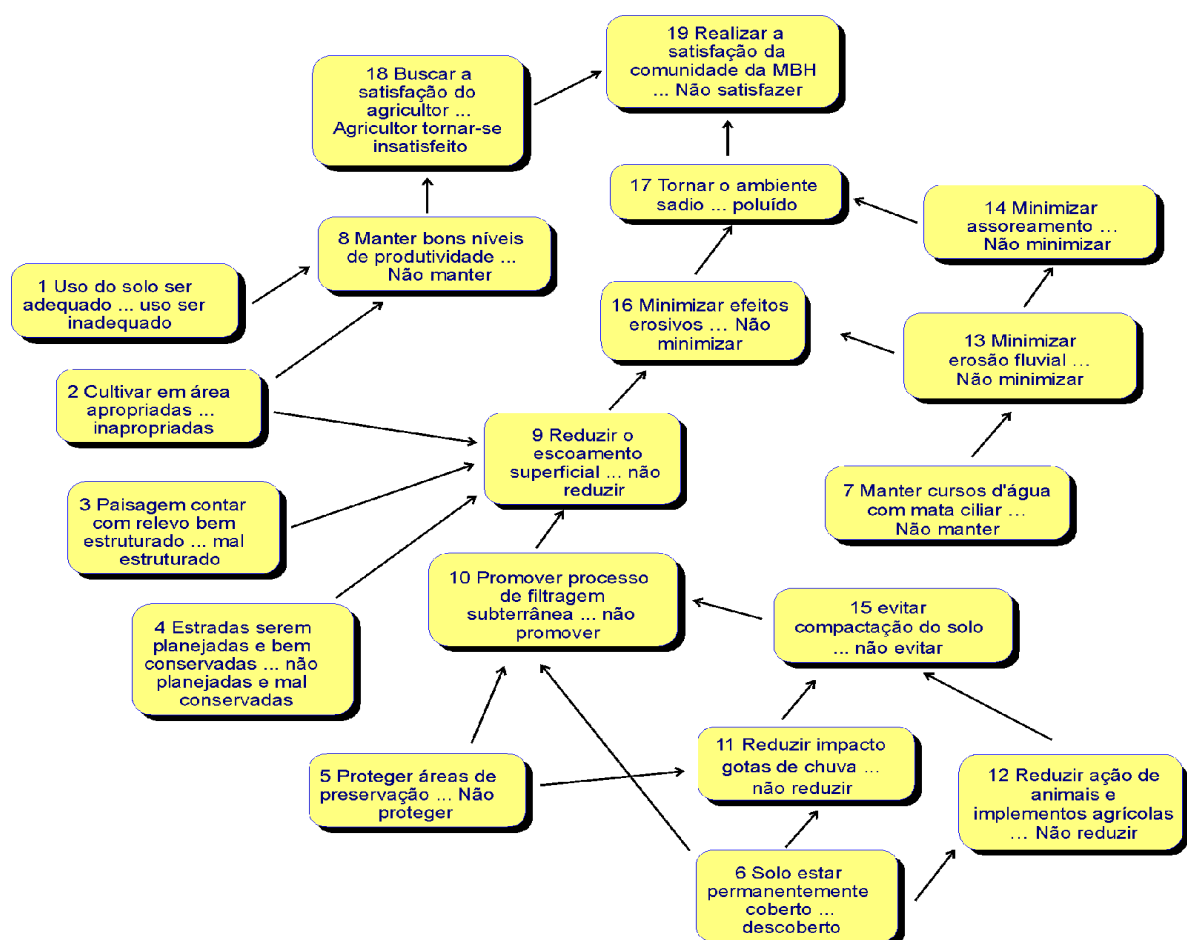 19 Realizar a
satisfação da
comunidade da MBH
... Não satisfazer
18 Buscar a
satisfação do
agricultor ...
Agricultor tornar-se
insatisfeito
17 Tornar o ambiente
sadio ... poluído
14 Minimizar
assoreamento ...
Não minimizar
8 Manter bons níveis
de produtividade ...
Não manter
1 Uso do solo ser
adequado ... uso ser
inadequado
16 Minimizar efeitos
erosivos ... Não
minimizar
13 Minimizar
erosão fluvial ...
Não minimizar
2 Cultivar em área
apropriadas ...
inapropriadas
9 Reduzir o
escoamento
superficial ... não
reduzir
7 Manter cursos d'água
com mata ciliar ...
Não manter
3 Paisagem contar
com relevo bem
estruturado ... mal
estruturado
10 Promover processo
de filtragem
subterrânea ... não
promover
15 evitar
compactação do solo
... não evitar
4 Estradas serem
planejadas e bem
conservadas ... não
planejadas e mal
conservadas
11 Reduzir impacto
gotas de chuva ...
não reduzir
5 Proteger áreas de
preservação ... Não
proteger
12 Reduzir ação de
animais e
implementos agrícolas
... Não reduzir
6 Solo estar
permanentemente
coberto ...
descoberto